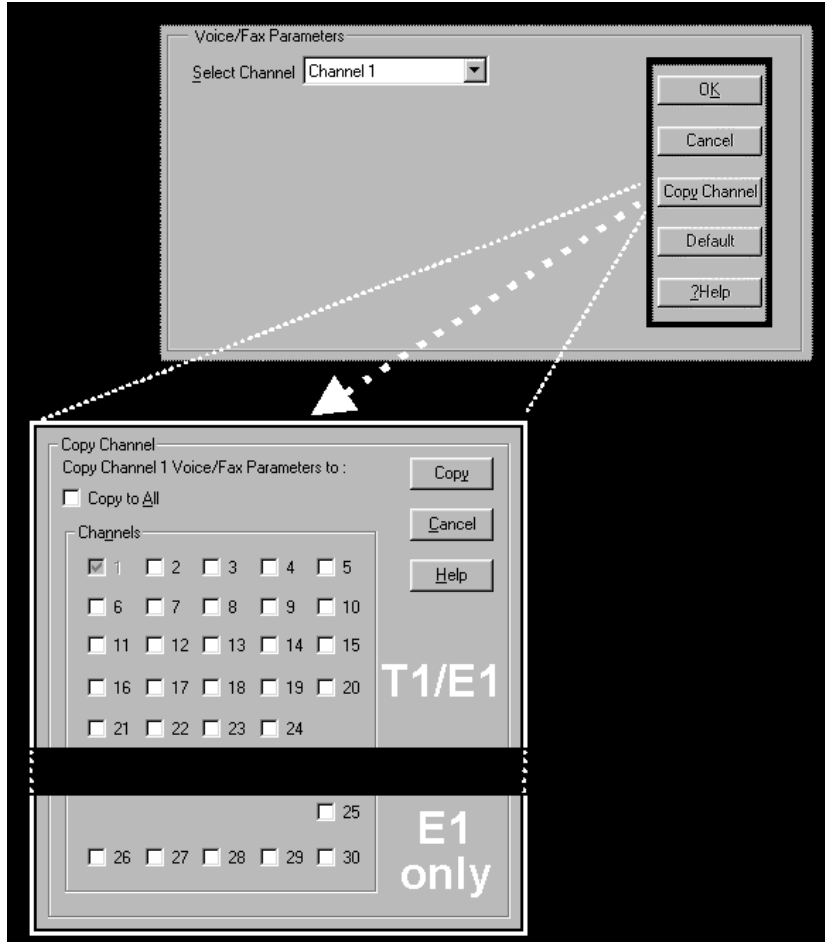 Voice/Fax Parameters
Select Channel Channel 1
OK
Cancel
Copy Channel
Default
?Help
Copy Channel
Copy Channel 1 Voice/Fax Parameters to :
Copy to All
Copy
Cancel
Help
Channels
1 2 3 4 5
6 7 8 9 10
11 12 13 14 15
16 17 18 19 20
21 22 23 24
T1/E1
25
26 27 28 29 30
E1
only